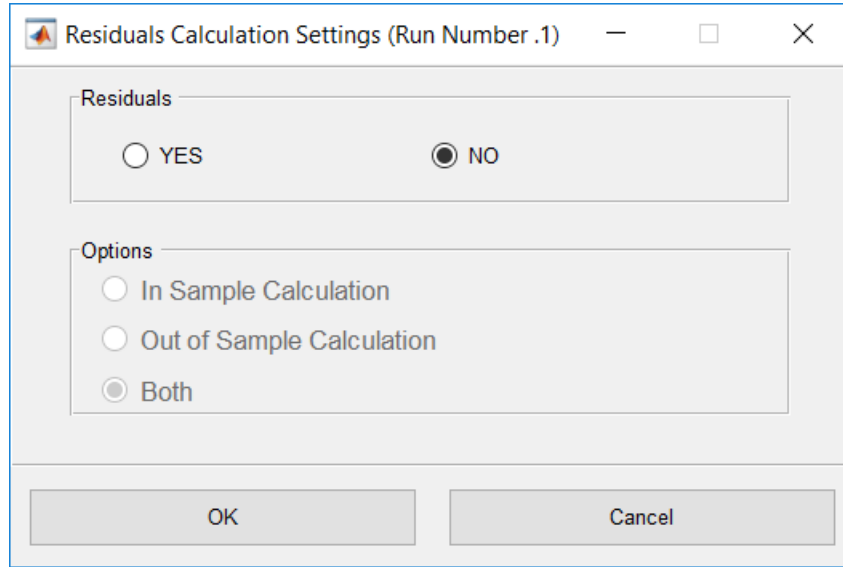 Residuals Calculation Settings (Run Number .1)
Residuals
YES NO
Options
In Sample Calculation
Out of Sample Calculation
Both
OK Cancel